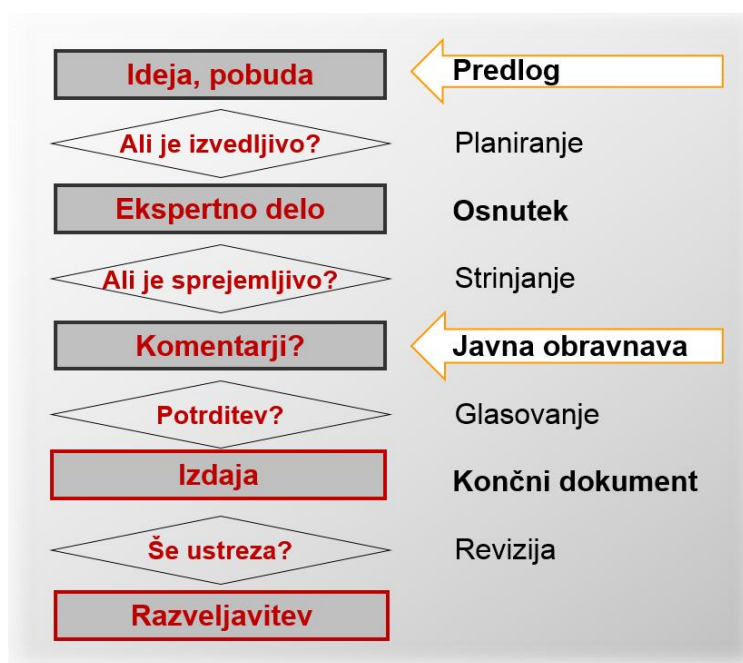 Ideja, pobuda
Predlog
Ali je izvedljivo?
Planiranje
Ekspertno delo
Osnutek
Ali je sprejemljivo?
Strinjanje
Komentarji?
Javna obravnava
Potrditev?
Glasovanje
Izdaja
Končni dokument
Še ustreza?
Revizija
Razveljavitev